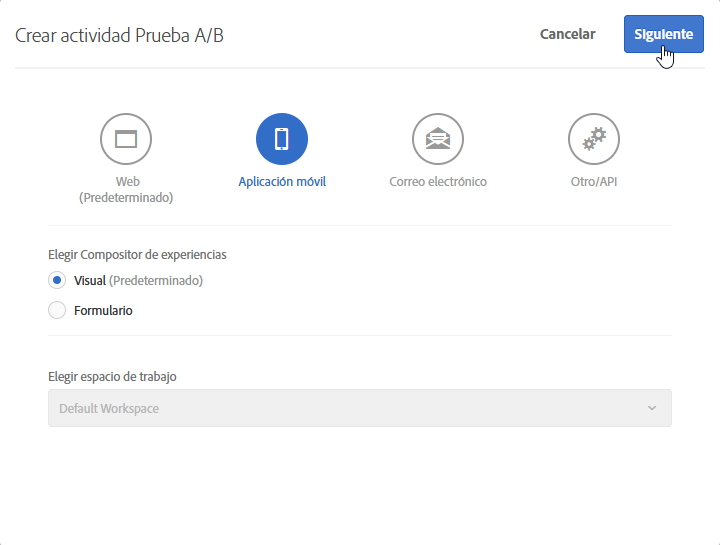 Crear actividad Prueba A/B
Cancelar
Siguiente
Web
(Predeterminado)
Aplicación móvil
Correo electrónico
Otro/API
Elegir Compositor de experiencias
Visual (Predeterminado)
Formulario
Elegir espacio de trabajo
Default Workspace